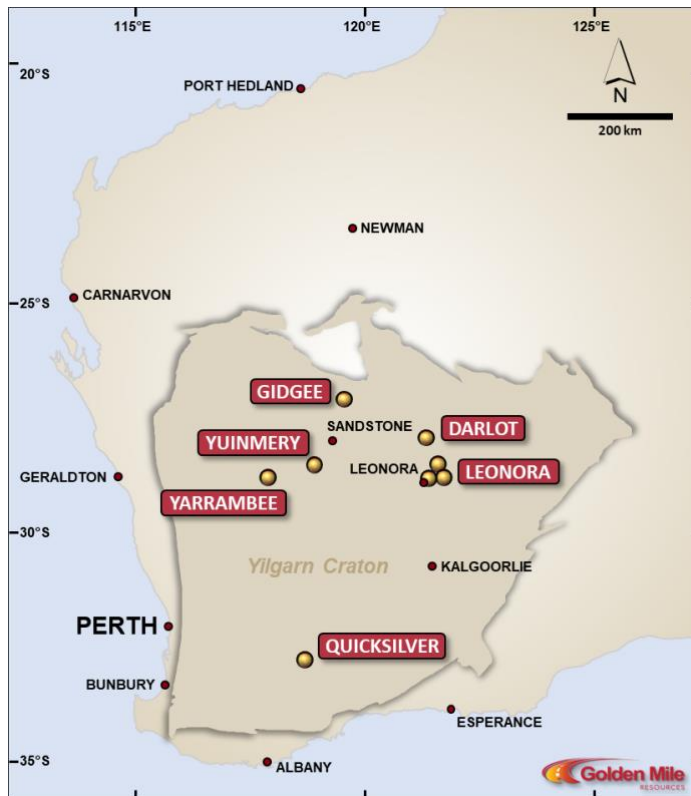 115°E
120°E
125°E
20°S
PORT HEDLAND
N
200 km
NEWMAN
25°S
CARNARVON
GIDGEE
SANDSTONE
DARLOT
YUINMERY
LEONORA
LEONORA
GERALDTON
YARRAMBEE
30°S
Yilgarn Craton
KALGOORLIE
PERTH
QUICKSILVER
BUNBURY
ESPERANCE
35°S
ALBANY
Golden Mile
RESOURCES